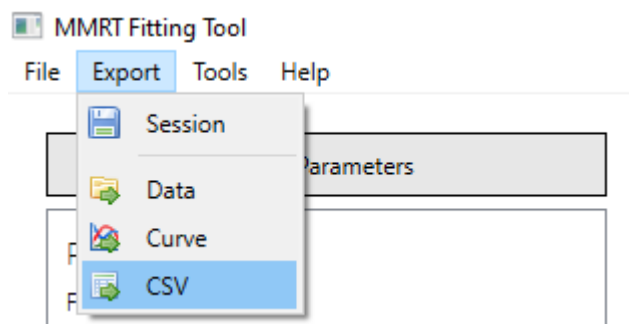 MMRT Fitting Tool
File Export Tools Help
Session
Parameters
Data
Curve
CSV